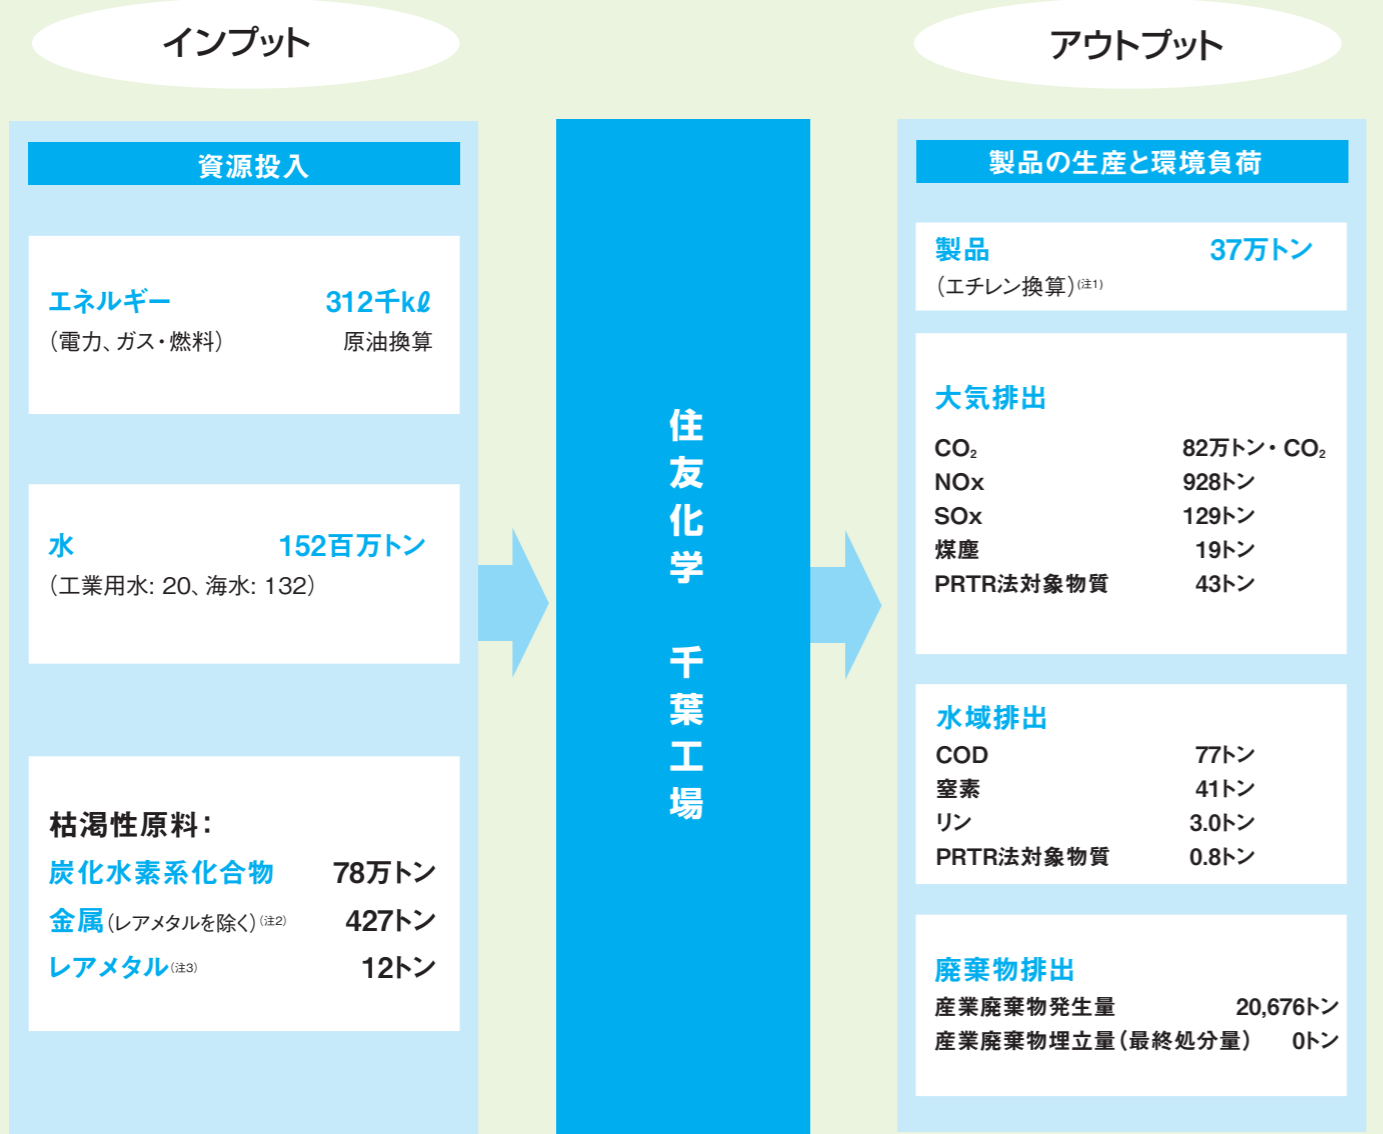 インプット
資源投入
エネルギー 312千kℓ
(電力、ガス・燃料) 原油換算
水 152百万トン
(工業用水: 20、海水: 132)
枯渇性原料:
炭化水素系化合物 78万トン
金属(レアメタルを除く)(注2) 427トン
レアメタル(注3) 12トン
住友化学 千葉工場
アウトプット
製品の生産と環境負荷
製品 37万トン
(エチレン換算)(注1)
大気排出
CO₂ 82万トン・CO₂
NOx 928トン
SOx 129トン
煤塵 19トン
PRTR法対象物質 43トン
水域排出
COD 77トン
窒素 41トン
リン 3.0トン
PRTR法対象物質 0.8トン
廃棄物排出
産業廃棄物発生量 20,676トン
産業廃棄物埋立量(最終処分量) 0トン